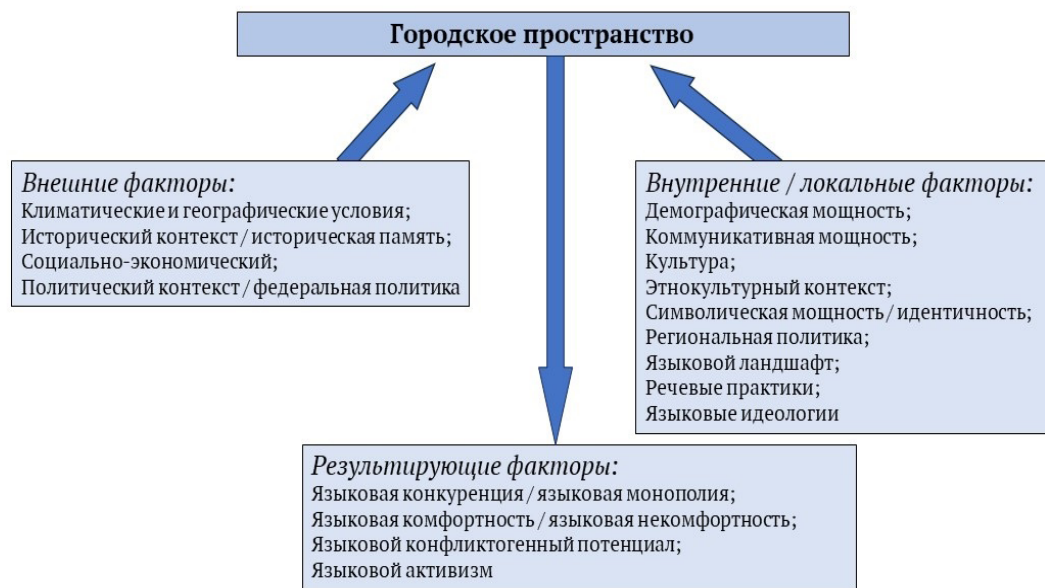 Городское пространство
Внешние факторы:
Климатические и географические условия;
Исторический контекст / историческая память;
Социально-экономический;
Политический контекст / федеральная политика
Внутренние / локальные факторы:
Демографическая мощность;
Коммуникативная мощность;
Культура;
Этнокультурный контекст;
Символическая мощность / идентичность;
Региональная политика;
Языковой ландшафт;
Речевые практики;
Языковые идеологии
Результирующие факторы:
Языковая конкуренция / языковая монополия;
Языковая комфортность / языковая некомфортность;
Языковой конфликтогенный потенциал;
Языковой активизм